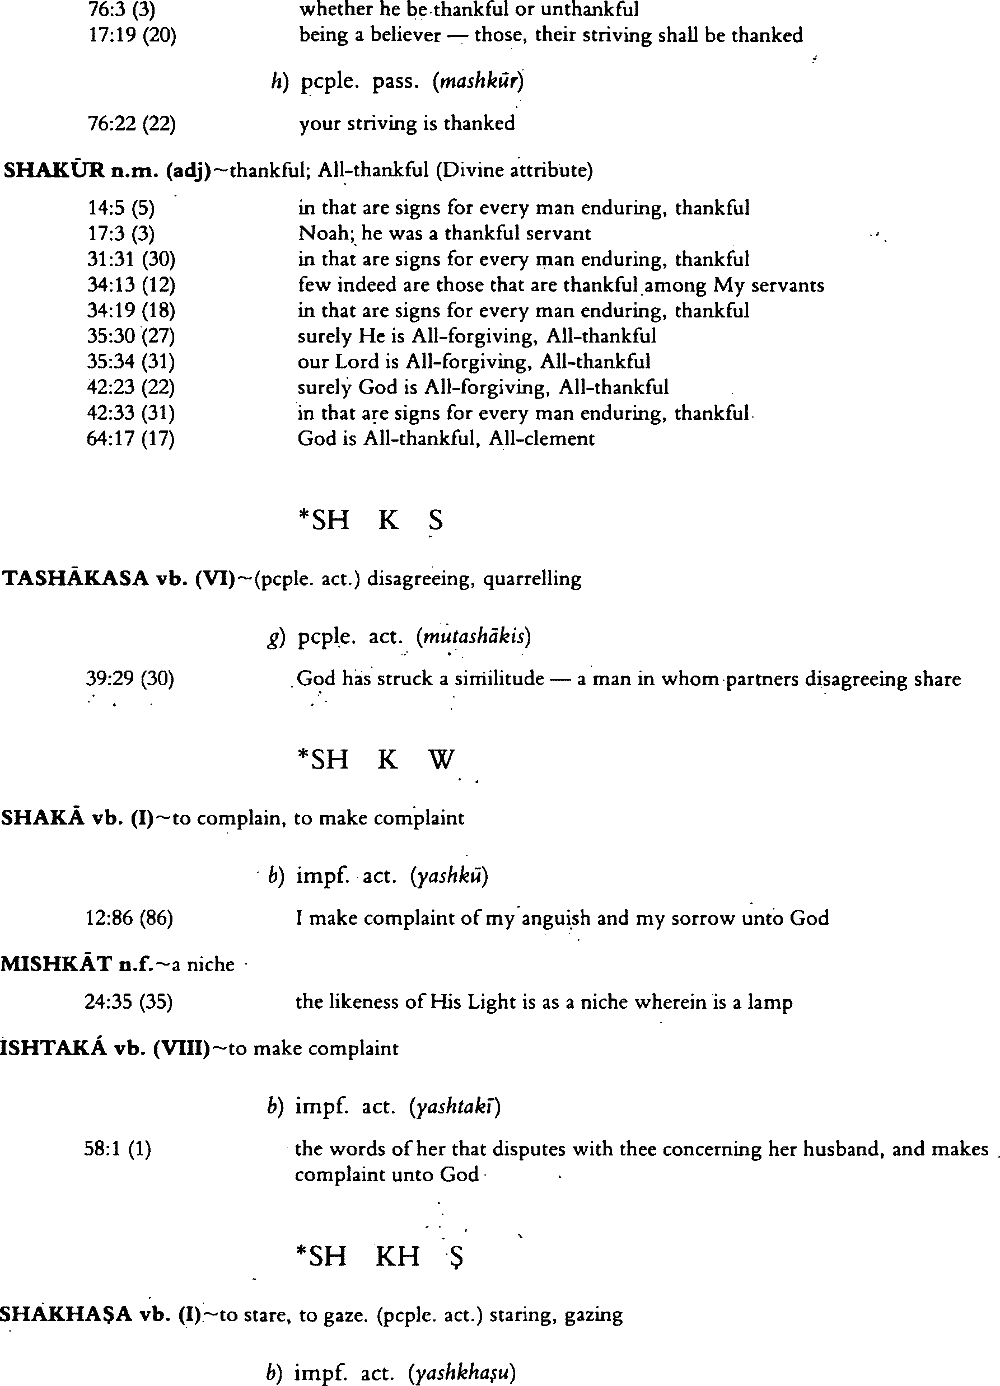 76:3 (3) whether he be thankful or unthankful
17:19 (20) being a believer — those, their striving shall be thanked
h) pcple. pass. (mashkūr)
76:22 (22) your striving is thanked
SHAKŪR n.m. (adj)~thankful; All-thankful (Divine attribute)
14:5 (5) in that are signs for every man enduring, thankful
17:3 (3) Noah; he was a thankful servant
31:31 (30) in that are signs for every man enduring, thankful
34:13 (12) few indeed are those that are thankful among My servants
34:19 (18) in that are signs for every man enduring, thankful
35:30 (27) surely He is All-forgiving, All-thankful
35:34 (31) our Lord is All-forgiving, All-thankful
42:23 (22) surely God is All-forgiving, All-thankful
42:33 (31) in that are signs for every man enduring, thankful
64:17 (17) God is All-thankful, All-clement
*SH K S
TASHĀKASA vb. (VI)~(pcple. act.) disagreeing, quarrelling
g) pcple. act. (mutashākis)
39:29 (30) God has struck a similitude — a man in whom partners disagreeing share
*SH K W
SHAKĀ vb. (I)~to complain, to make complaint
b) impf. act. (yashkū)
12:86 (86) I make complaint of my anguish and my sorrow unto God
MISHKĀT n.f.~a niche
24:35 (35) the likeness of His Light is as a niche wherein is a lamp
ISHTAKÁ vb. (VIII)~to make complaint
b) impf. act. (yashtakī)
58:1 (1) the words of her that disputes with thee concerning her husband, and makes
complaint unto God
*SH KH Ṣ
SHAKHAṢA vb. (I)~to stare, to gaze. (pcple. act.) staring, gazing
b) impf. act. (yashkhaṣu)